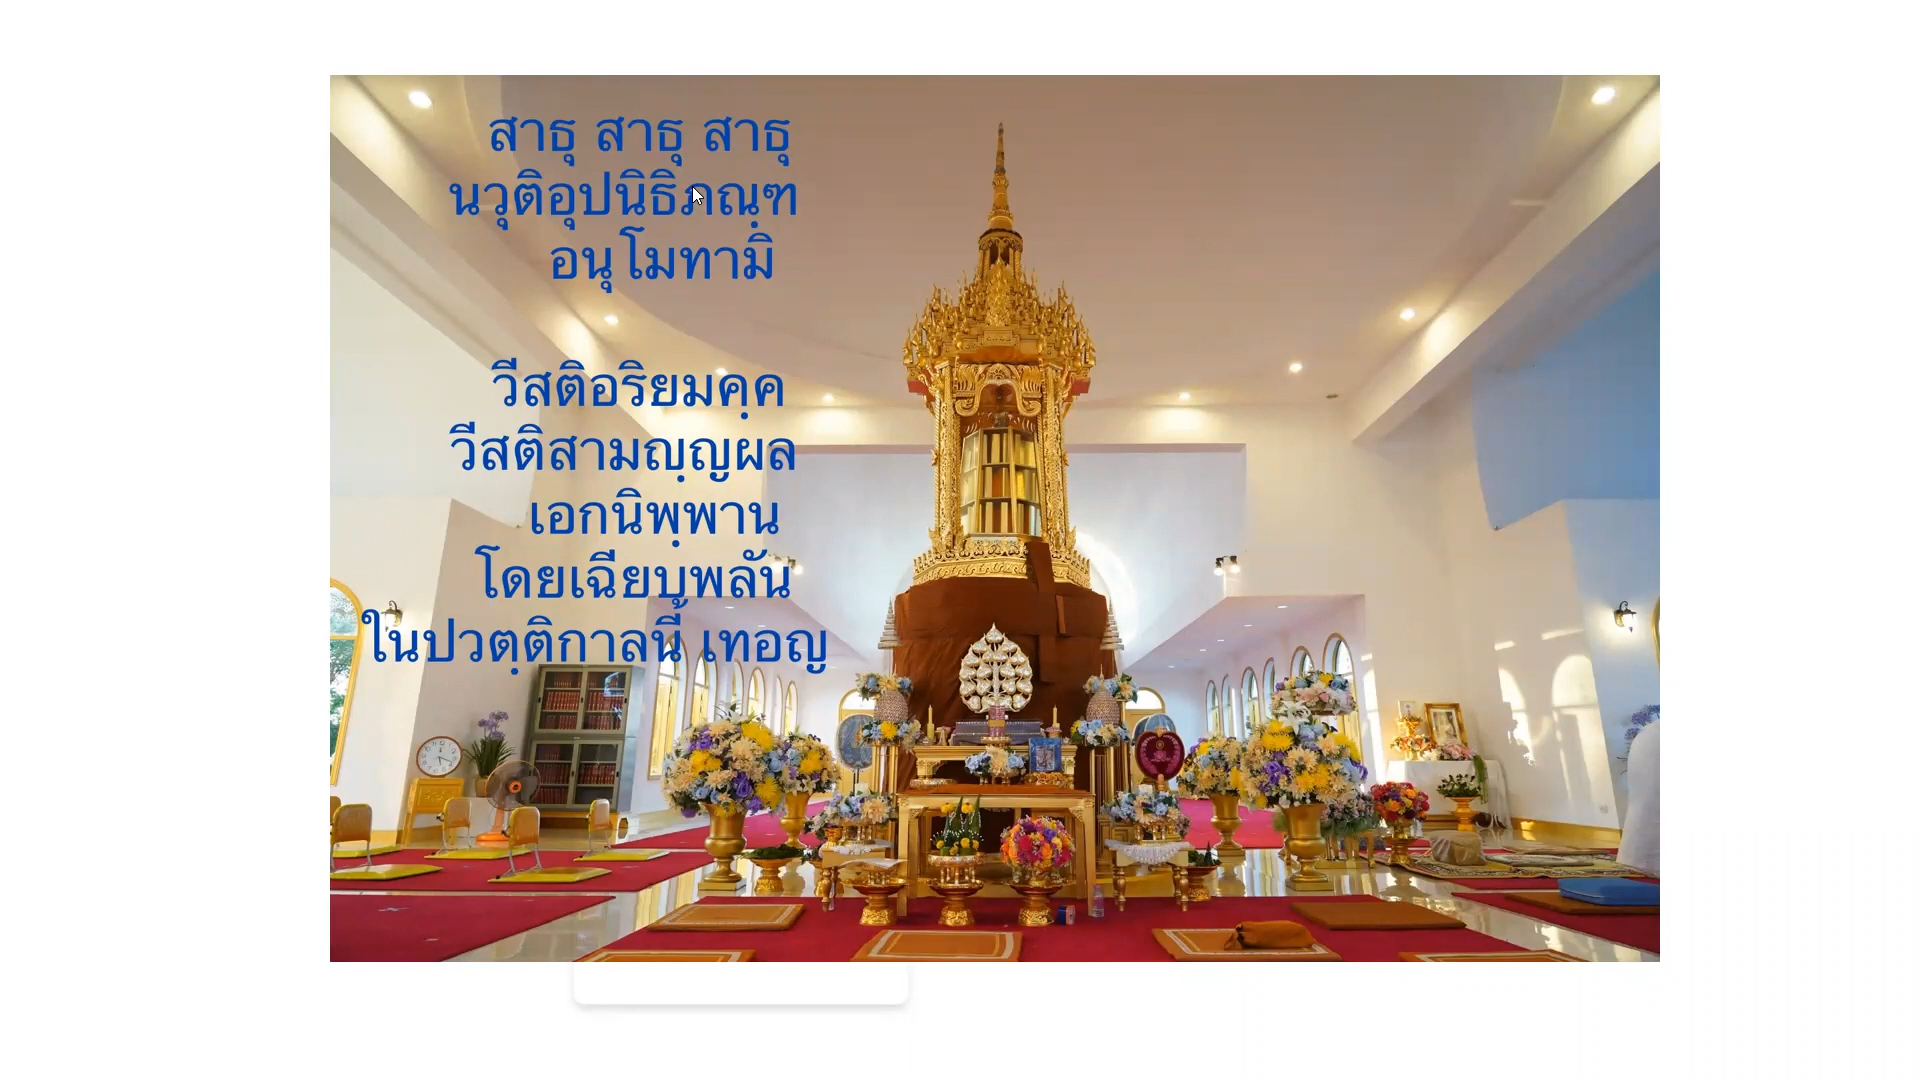 สาธุ สาธุ สาธุ
นวุติอุปนิธิภณฺฑ
อนุโมทามิ
วีสติอริยมคฺค
วีสติสามญฺญผล
เอกนิพฺพาน
โดยเฉียบพลัน
ในปวตฺติกาลนี้ เทอญ